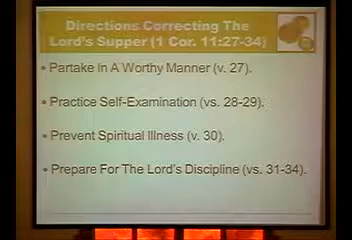 Directions Correcting The
Lord's Supper (1 Cor. 11:27-34)
• Partake In A Worthy Manner (v. 27).
• Practice Self-Examination (vs. 28-29).
• Prevent Spiritual Illness (v. 30).
• Prepare For The Lord's Discipline (vs. 31-34).